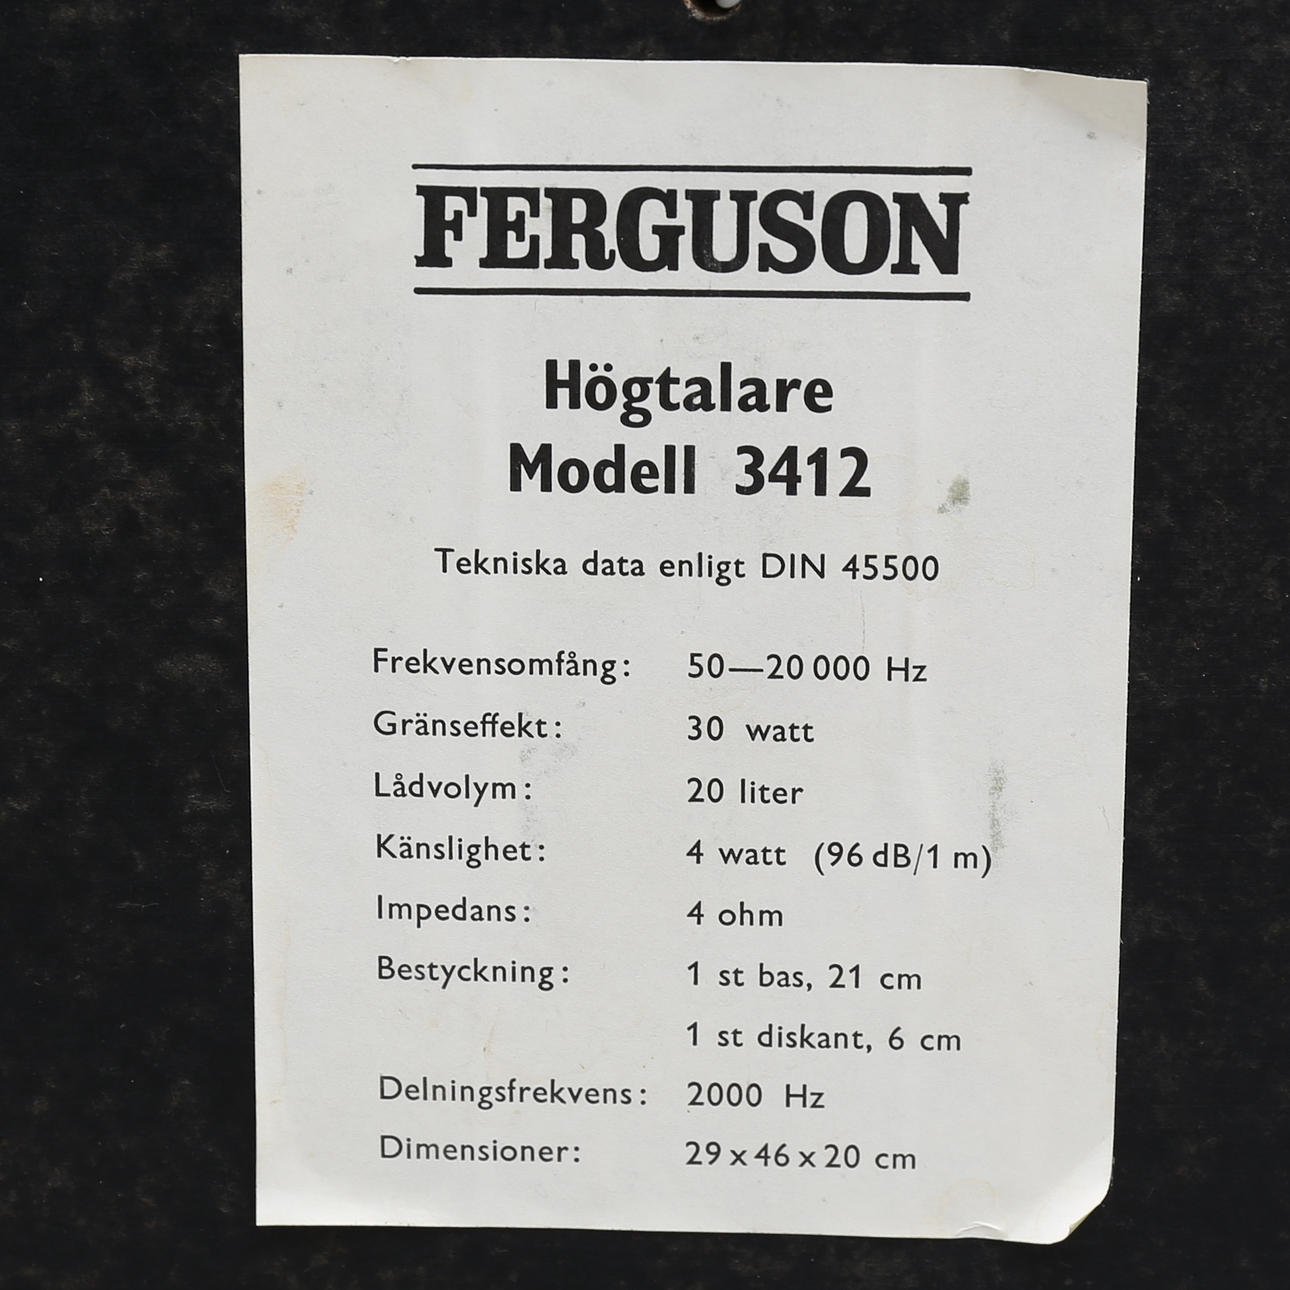 FERGUSON
Högtalare
Modell 3412
Tekniska data enligt DIN 45500
Frekvensomfång: 50—20 000 Hz
Gränseffekt: 30 watt
Lådvolym: 20 liter
Känslighet: 4 watt (96 dB/1 m)
Impedans: 4 ohm
Bestyckning: 1 st bas, 21 cm
1 st diskant, 6 cm
Delningsfrekvens: 2000 Hz
Dimensioner: 29 x 46 x 20 cm